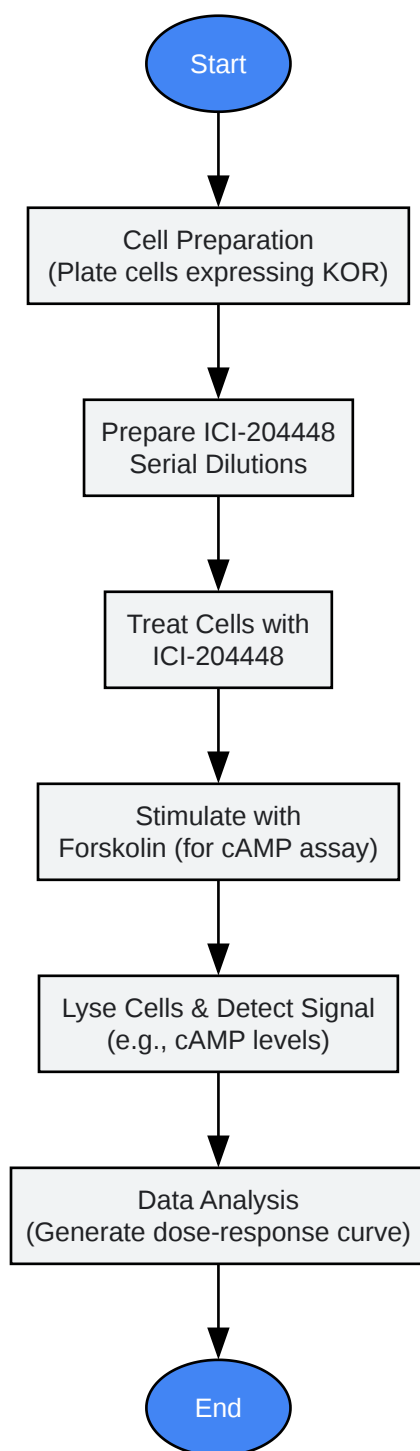 Start
Cell Preparation
(Plate cells expressing KOR)
Prepare ICI-204448
Serial Dilutions
Treat Cells with
ICI-204448
Stimulate with
Forskolin (for cAMP assay)
Lyse Cells & Detect Signal
(e.g., cAMP levels)
Data Analysis
(Generate dose-response curve)
End